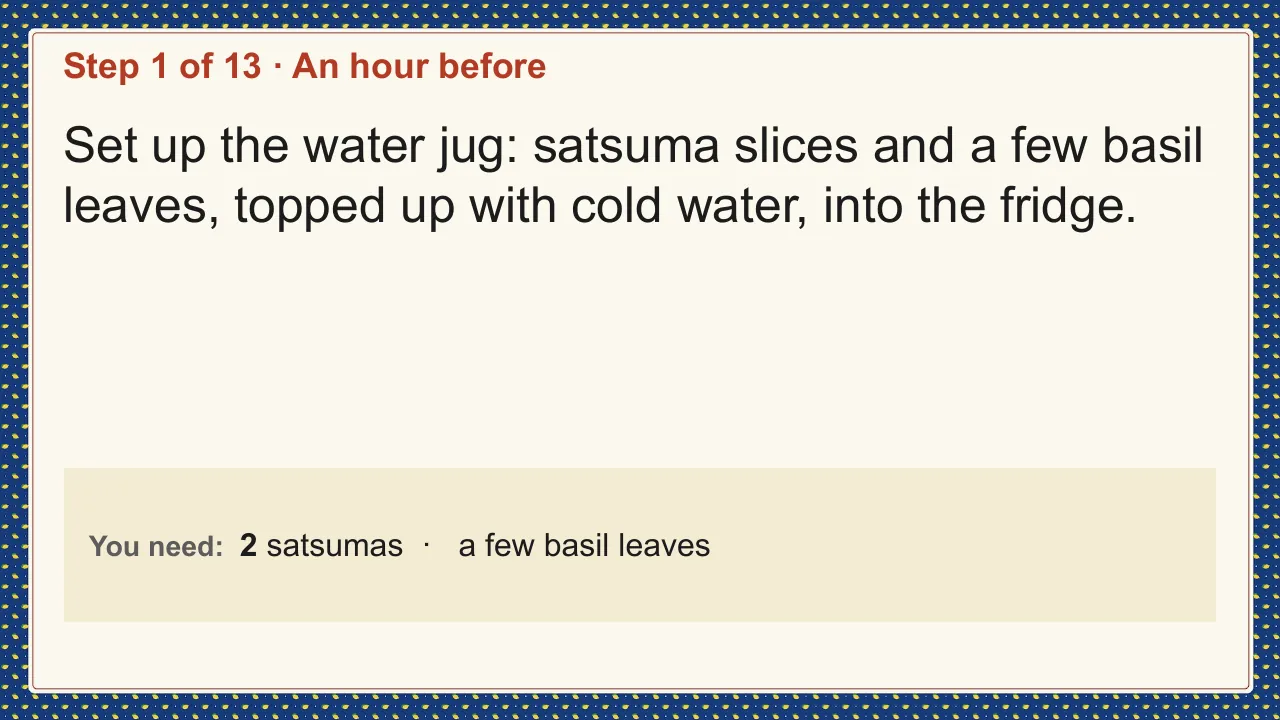 Step 1 of 13 · An hour before
Set up the water jug: satsuma slices and a few basil
leaves, topped up with cold water, into the fridge.
You need: 2 satsumas · a few basil leaves